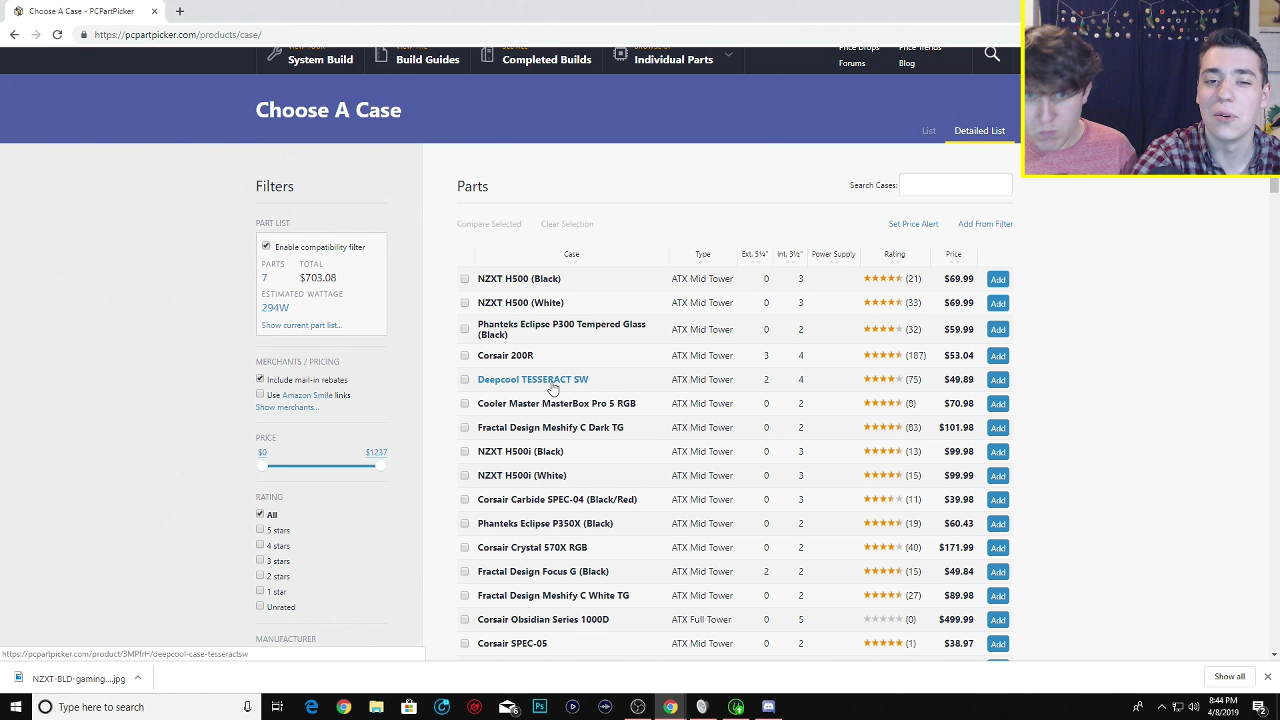 Choose A Case - PCPartPicker
https://pcpartpicker.com/products/case/
VIEW YOUR
System Build
VIEW THE
Build Guides
SEE ALL
Completed Builds
BROWSE BY
Individual Parts
Price Drops
Price Trends
Forums
Blog
Choose A Case
List
Detailed List
Filters
PART LIST
Enable compatibility filter
PARTS TOTAL
7 $703.08
ESTIMATED WATTAGE
294W
Show current part list...
MERCHANTS / PRICING
Include mail-in rebates
Use Amazon Smile links
Show merchants...
PRICE
$0 $1237
RATING
All
5 stars
4 stars
3 stars
2 stars
1 star
Unrated
MANUFACTURER
Parts
Search Cases:
Compare Selected Clear Selection Set Price Alert Add From Filter
Case Type Ext. 5¼" Int. 3½" Power Supply Rating Price
NZXT H500 (Black) ATX Mid Tower 0 3 (21) $69.99 Add
NZXT H500 (White) ATX Mid Tower 0 3 (33) $69.99 Add
Phanteks Eclipse P300 Tempered Glass
(Black) ATX Mid Tower 0 2 (32) $59.99 Add
Corsair 200R ATX Mid Tower 3 4 (187) $53.04 Add
Deepcool TESSERACT SW ATX Mid Tower 2 4 (75) $49.89 Add
Cooler Master MasterBox Pro 5 RGB ATX Mid Tower 0 2 (8) $70.98 Add
Fractal Design Meshify C Dark TG ATX Mid Tower 0 2 (83) $101.98 Add
NZXT H500i (Black) ATX Mid Tower 0 3 (13) $99.98 Add
NZXT H500i (White) ATX Mid Tower 0 3 (15) $99.99 Add
Corsair Carbide SPEC-04 (Black/Red) ATX Mid Tower 0 3 (11) $39.98 Add
Phanteks Eclipse P350X (Black) ATX Mid Tower 0 2 (19) $60.43 Add
Corsair Crystal 570X RGB ATX Mid Tower 0 2 (40) $171.99 Add
Fractal Design Focus G (Black) ATX Mid Tower 2 2 (15) $49.84 Add
Fractal Design Meshify C White TG ATX Mid Tower 0 2 (27) $89.98 Add
Corsair Obsidian Series 1000D ATX Full Tower 0 5 (0) $499.99 Add
Corsair SPEC-05 ATX Mid Tower 0 2 (1) $38.97 Add
https://pcpartpicker.com/product/3MPfrH/deepcool-case-tesseractsw
NZXT-BLD-gaming....jpg
Show all
Type here to search
8:44 PM
4/8/2019